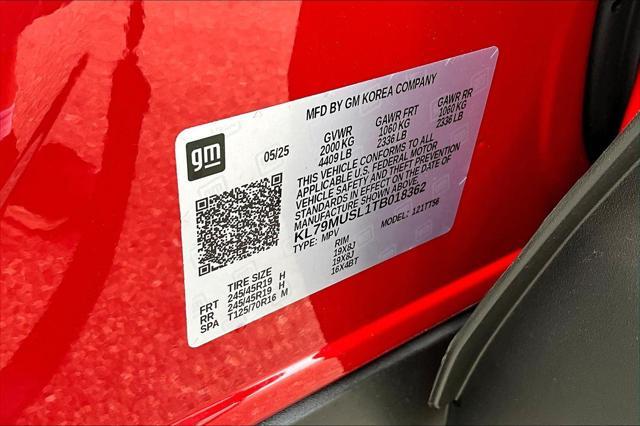 MFD BY GM KOREA COMPANY
gm
05/25
GVWR GAWR FRT GAWR RR
2000 KG 1060 KG 1060 KG
4409 LB 2336 LB 2336 LB
THIS VEHICLE CONFORMS TO ALL
APPLICABLE U.S. FEDERAL MOTOR
VEHICLE SAFETY AND THEFT PREVENTION
STANDARDS IN EFFECT ON THE DATE OF
MANUFACTURE SHOWN ABOVE.
KL79MUSL1TB018362
TYPE: MPV MODEL: 121TT56
TIRE SIZE RIM
FRT 245/45R19 H 19X8J
RR 245/45R19 H 19X8J
SPA T125/70R16 M 16X4BT